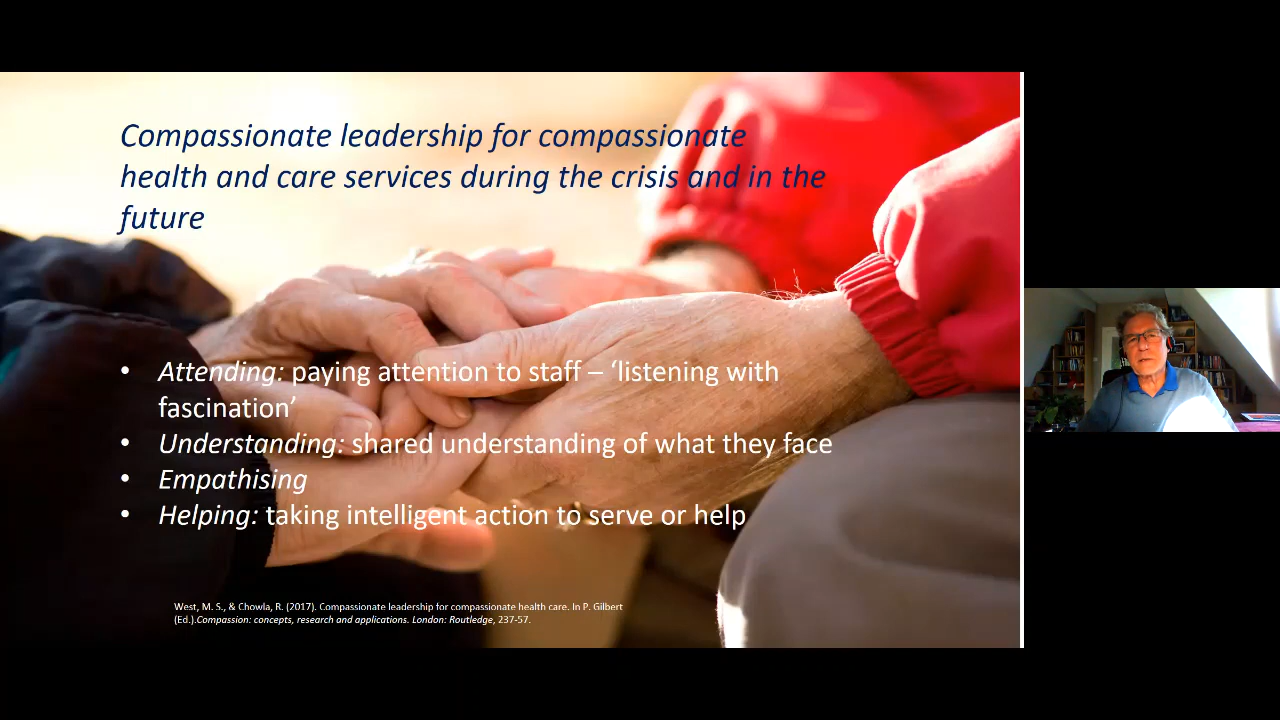 Compassionate leadership for compassionate
health and care services during the crisis and in the
future
• Attending: paying attention to staff – ‘listening with
fascination’
• Understanding: shared understanding of what they face
• Empathising
• Helping: taking intelligent action to serve or help
West, M. S., & Chowla, R. (2017). Compassionate leadership for compassionate health care. In P. Gilbert
(Ed.).Compassion: concepts, research and applications. London: Routledge, 237-57.